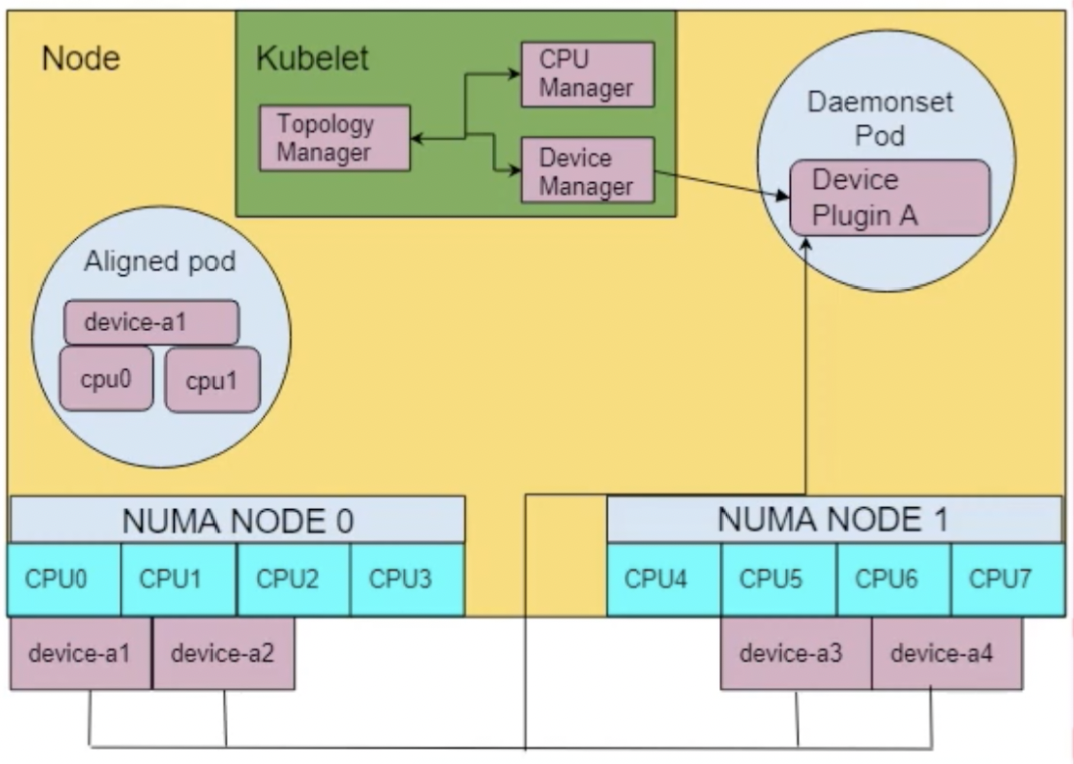 Node
Kubelet
CPU
Manager
Topology
Manager
Device
Manager
Daemonset
Pod
Device
Plugin A
Aligned pod
device-a1
cpu0
cpu1
NUMA NODE 0
CPU0
CPU1
CPU2
CPU3
device-a1
device-a2
NUMA NODE 1
CPU4
CPU5
CPU6
CPU7
device-a3
device-a4